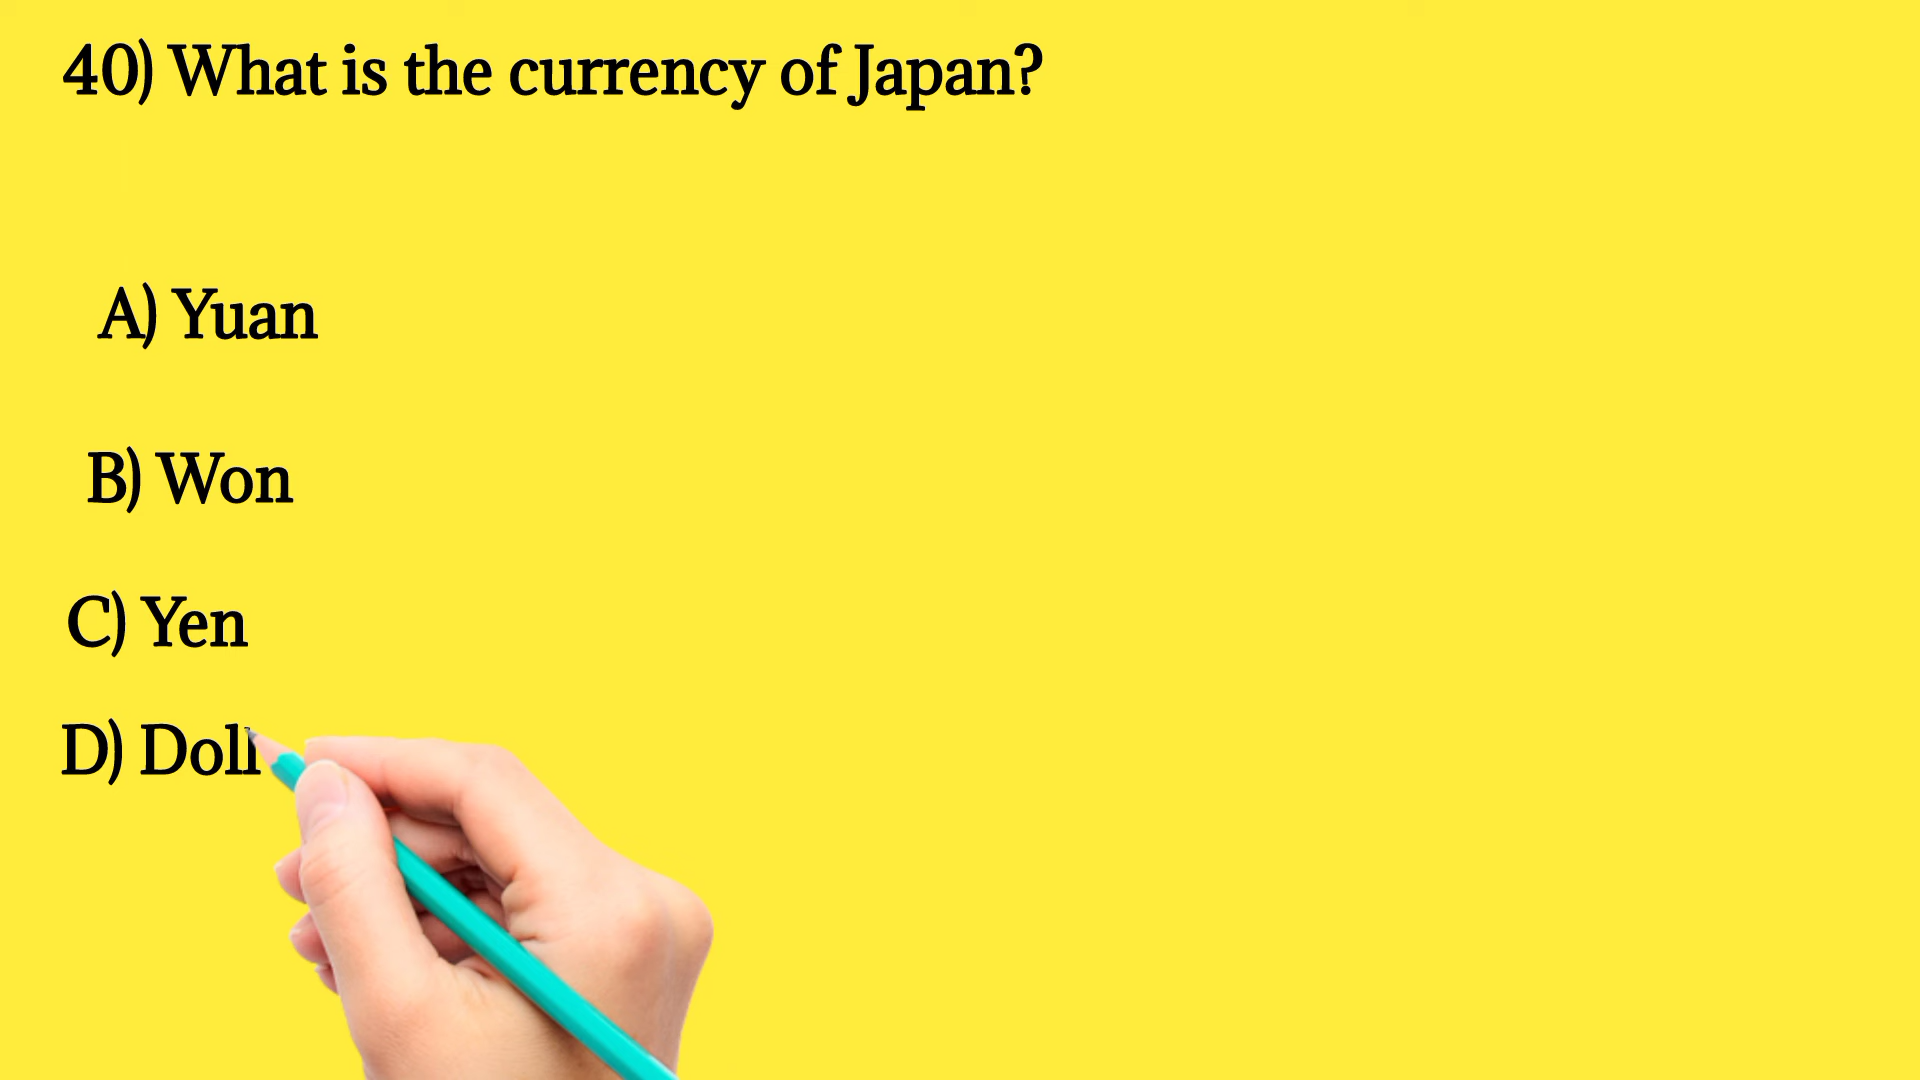 40) What is the currency of Japan?
A) Yuan
B) Won
C) Yen
D) Doll